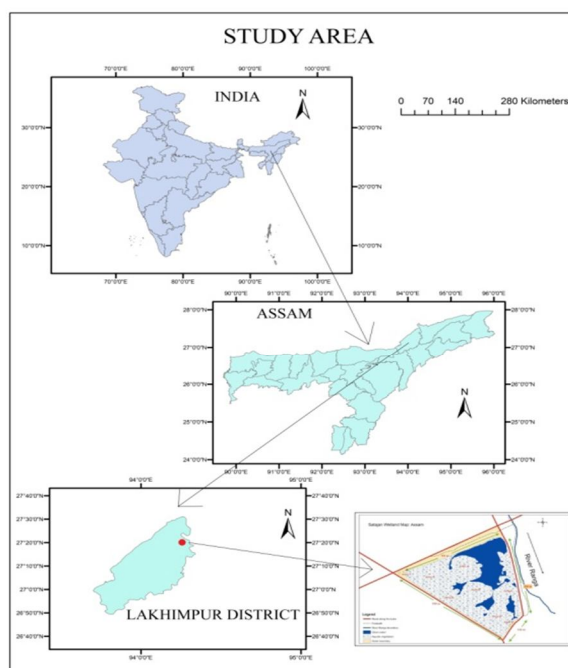 STUDY AREA
70°0'0"E 80°0'0"E 90°0'0"E 100°0'0"E
INDIA
N
0 70 140 280 Kilometers
30°0'0"N 30°0'0"N
20°0'0"N 20°0'0"N
10°0'0"N 10°0'0"N
70°0'0"E 80°0'0"E 90°0'0"E 100°0'0"E
90°0'0"E 91°0'0"E 92°0'0"E 93°0'0"E 94°0'0"E 95°0'0"E 96°0'0"E
ASSAM
28°0'0"N 28°0'0"N
27°0'0"N 27°0'0"N
26°0'0"N 26°0'0"N
25°0'0"N 25°0'0"N
24°0'0"N 24°0'0"N
N
90°0'0"E 91°0'0"E 92°0'0"E 93°0'0"E 94°0'0"E 95°0'0"E 96°0'0"E
94°0'0"E
27°40'0"N 27°40'0"N
27°30'0"N 27°30'0"N
27°20'0"N 27°20'0"N
27°10'0"N 27°10'0"N
27°0'0"N 27°0'0"N
26°50'0"N 26°50'0"N
26°40'0"N 26°40'0"N
N
LAKHIMPUR DISTRICT
94°0'0"E 95°0'0"E
Wetland Map Assam
River Ranga
Legend